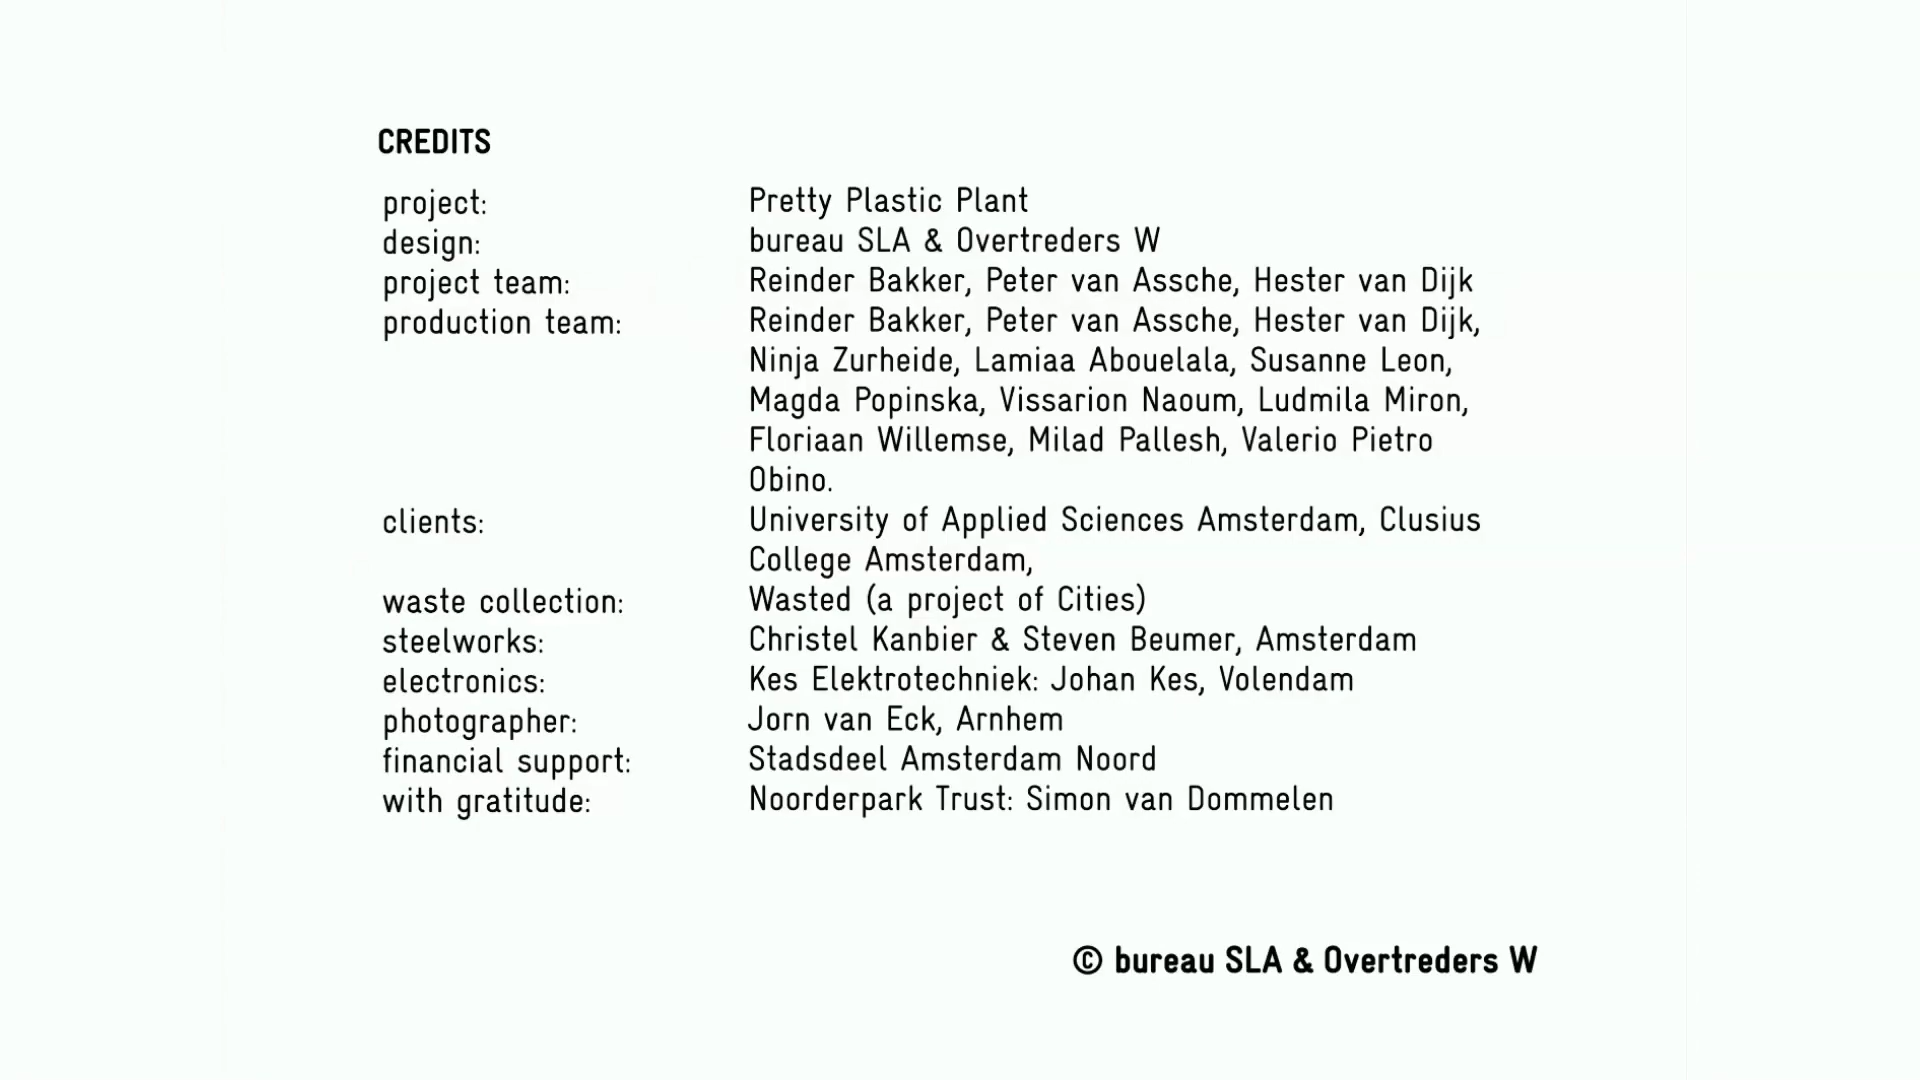 CREDITS
project: Pretty Plastic Plant
design: bureau SLA & Overtreders W
project team: Reinder Bakker, Peter van Assche, Hester van Dijk
production team: Reinder Bakker, Peter van Assche, Hester van Dijk,
Ninja Zurheide, Lamiaa Abouelala, Susanne Leon,
Magda Popinska, Vissarion Naoum, Ludmila Miron,
Floriaan Willemse, Milad Pallesh, Valerio Pietro
Obino.
clients: University of Applied Sciences Amsterdam, Clusius
College Amsterdam,
waste collection: Wasted (a project of Cities)
steelworks: Christel Kanbier & Steven Beumer, Amsterdam
electronics: Kes Elektrotechniek: Johan Kes, Volendam
photographer: Jorn van Eck, Arnhem
financial support: Stadsdeel Amsterdam Noord
with gratitude: Noorderpark Trust: Simon van Dommelen
© bureau SLA & Overtreders W